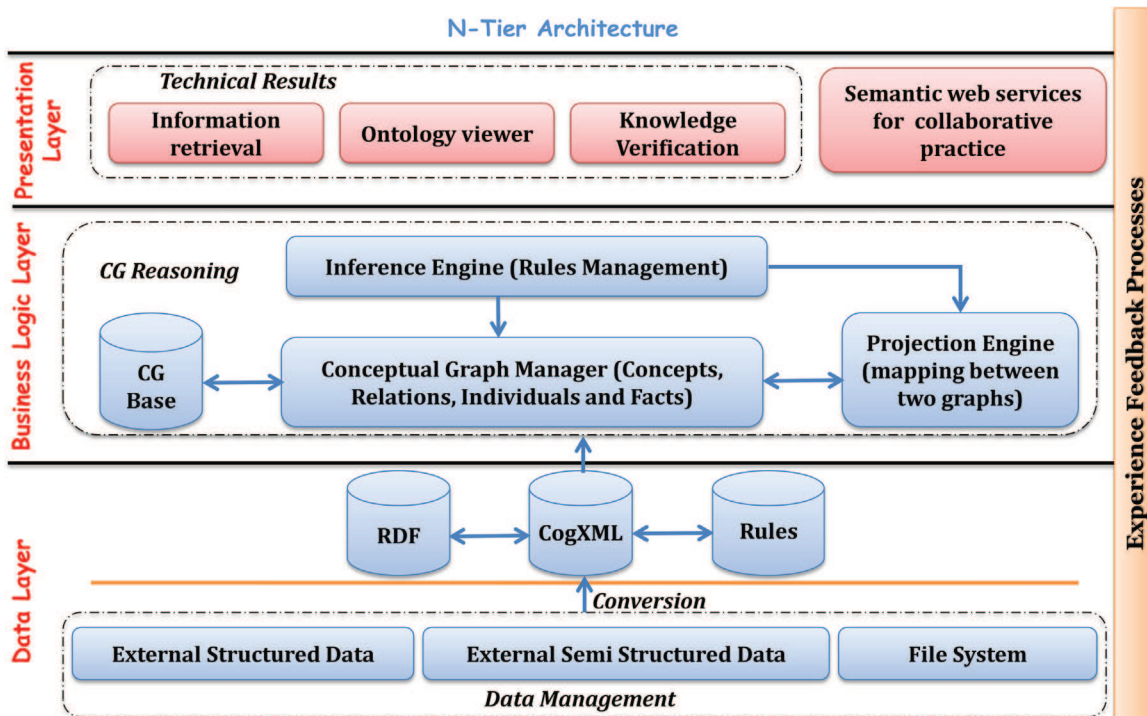 N-Tier Architecture
Presentation
Layer
Technical Results
Information
retrieval
Ontology viewer
Knowledge
Verification
Semantic web services
for collaborative
practice
Business Logic Layer
CG Reasoning
Inference Engine (Rules Management)
CG
Base
Conceptual Graph Manager (Concepts,
Relations, Individuals and Facts)
Projection Engine
(mapping between
two graphs)
Data Layer
RDF
CogXML
Rules
Conversion
External Structured Data
External Semi Structured Data
File System
Data Management
Experience Feedback Processes